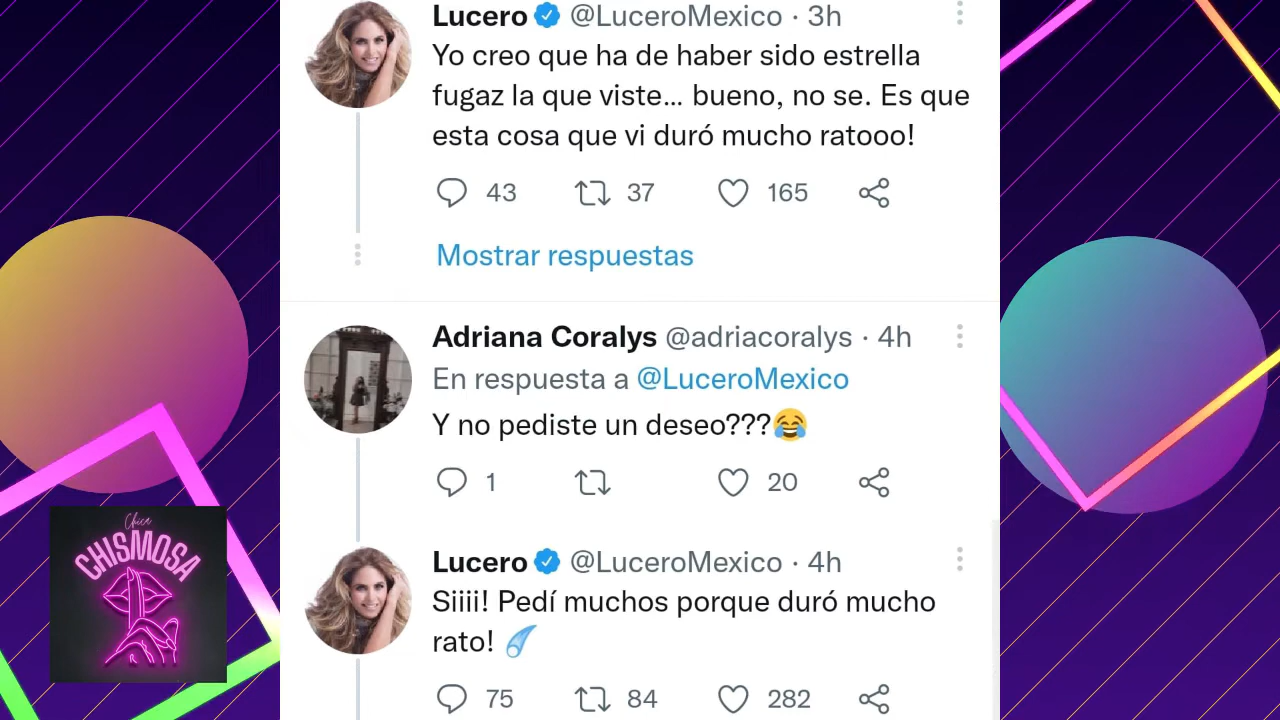 Lucero @LuceroMexico · 3h
Yo creo que ha de haber sido estrella
fugaz la que viste... bueno, no se. Es que
esta cosa que vi duró mucho ratooo!
43 37 165
Mostrar respuestas
Adriana Coralys @adriacoralys · 4h
En respuesta a @LuceroMexico
Y no pediste un deseo???😂
1 20
Lucero @LuceroMexico · 4h
Siiii! Pedí muchos porque duró mucho
rato! ☄️
75 84 282
Chica
CHISMOSA